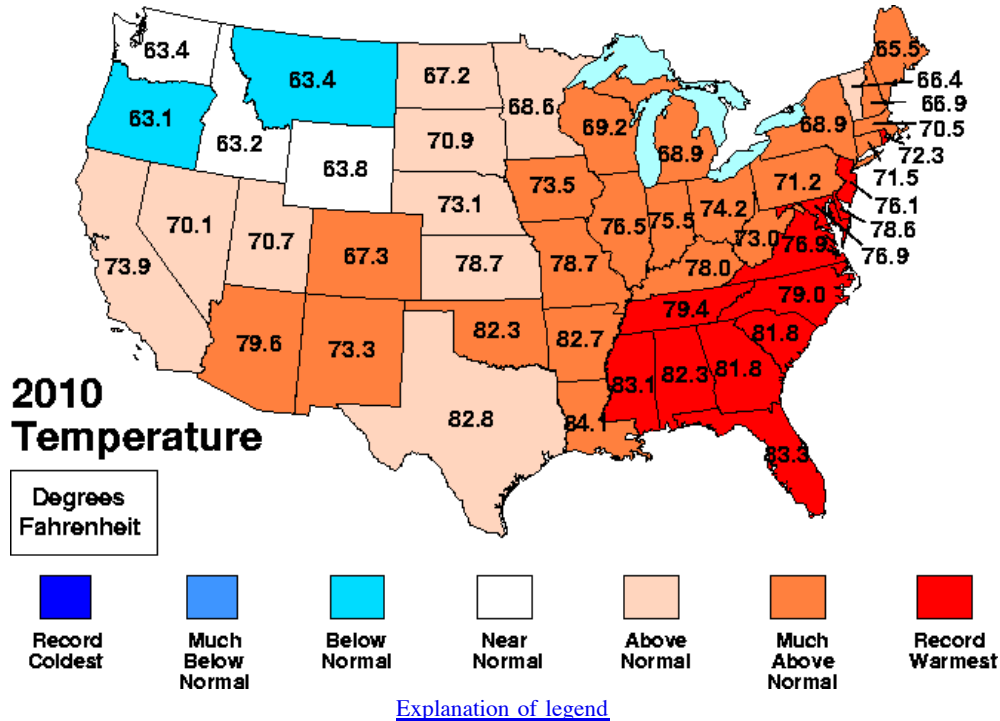 63.4
63.4
67.2
65.5
63.1
68.6
66.4
66.9
63.2
70.9
69.2
68.9
70.5
63.8
68.9
72.3
73.5
71.2
71.5
70.1
73.1
76.5
75.5
74.2
76.1
70.7
73.0
76.9
78.6
73.9
67.3
78.7
78.7
78.0
76.9
79.4
79.0
79.6
73.3
82.3
82.7
81.8
83.1
82.3
81.8
82.8
84.1
83.3
2010
Temperature
Degrees
Fahrenheit
Record
Coldest
Much
Below
Normal
Below
Normal
Near
Normal
Above
Normal
Much
Above
Normal
Record
Warmest
Explanation of legend